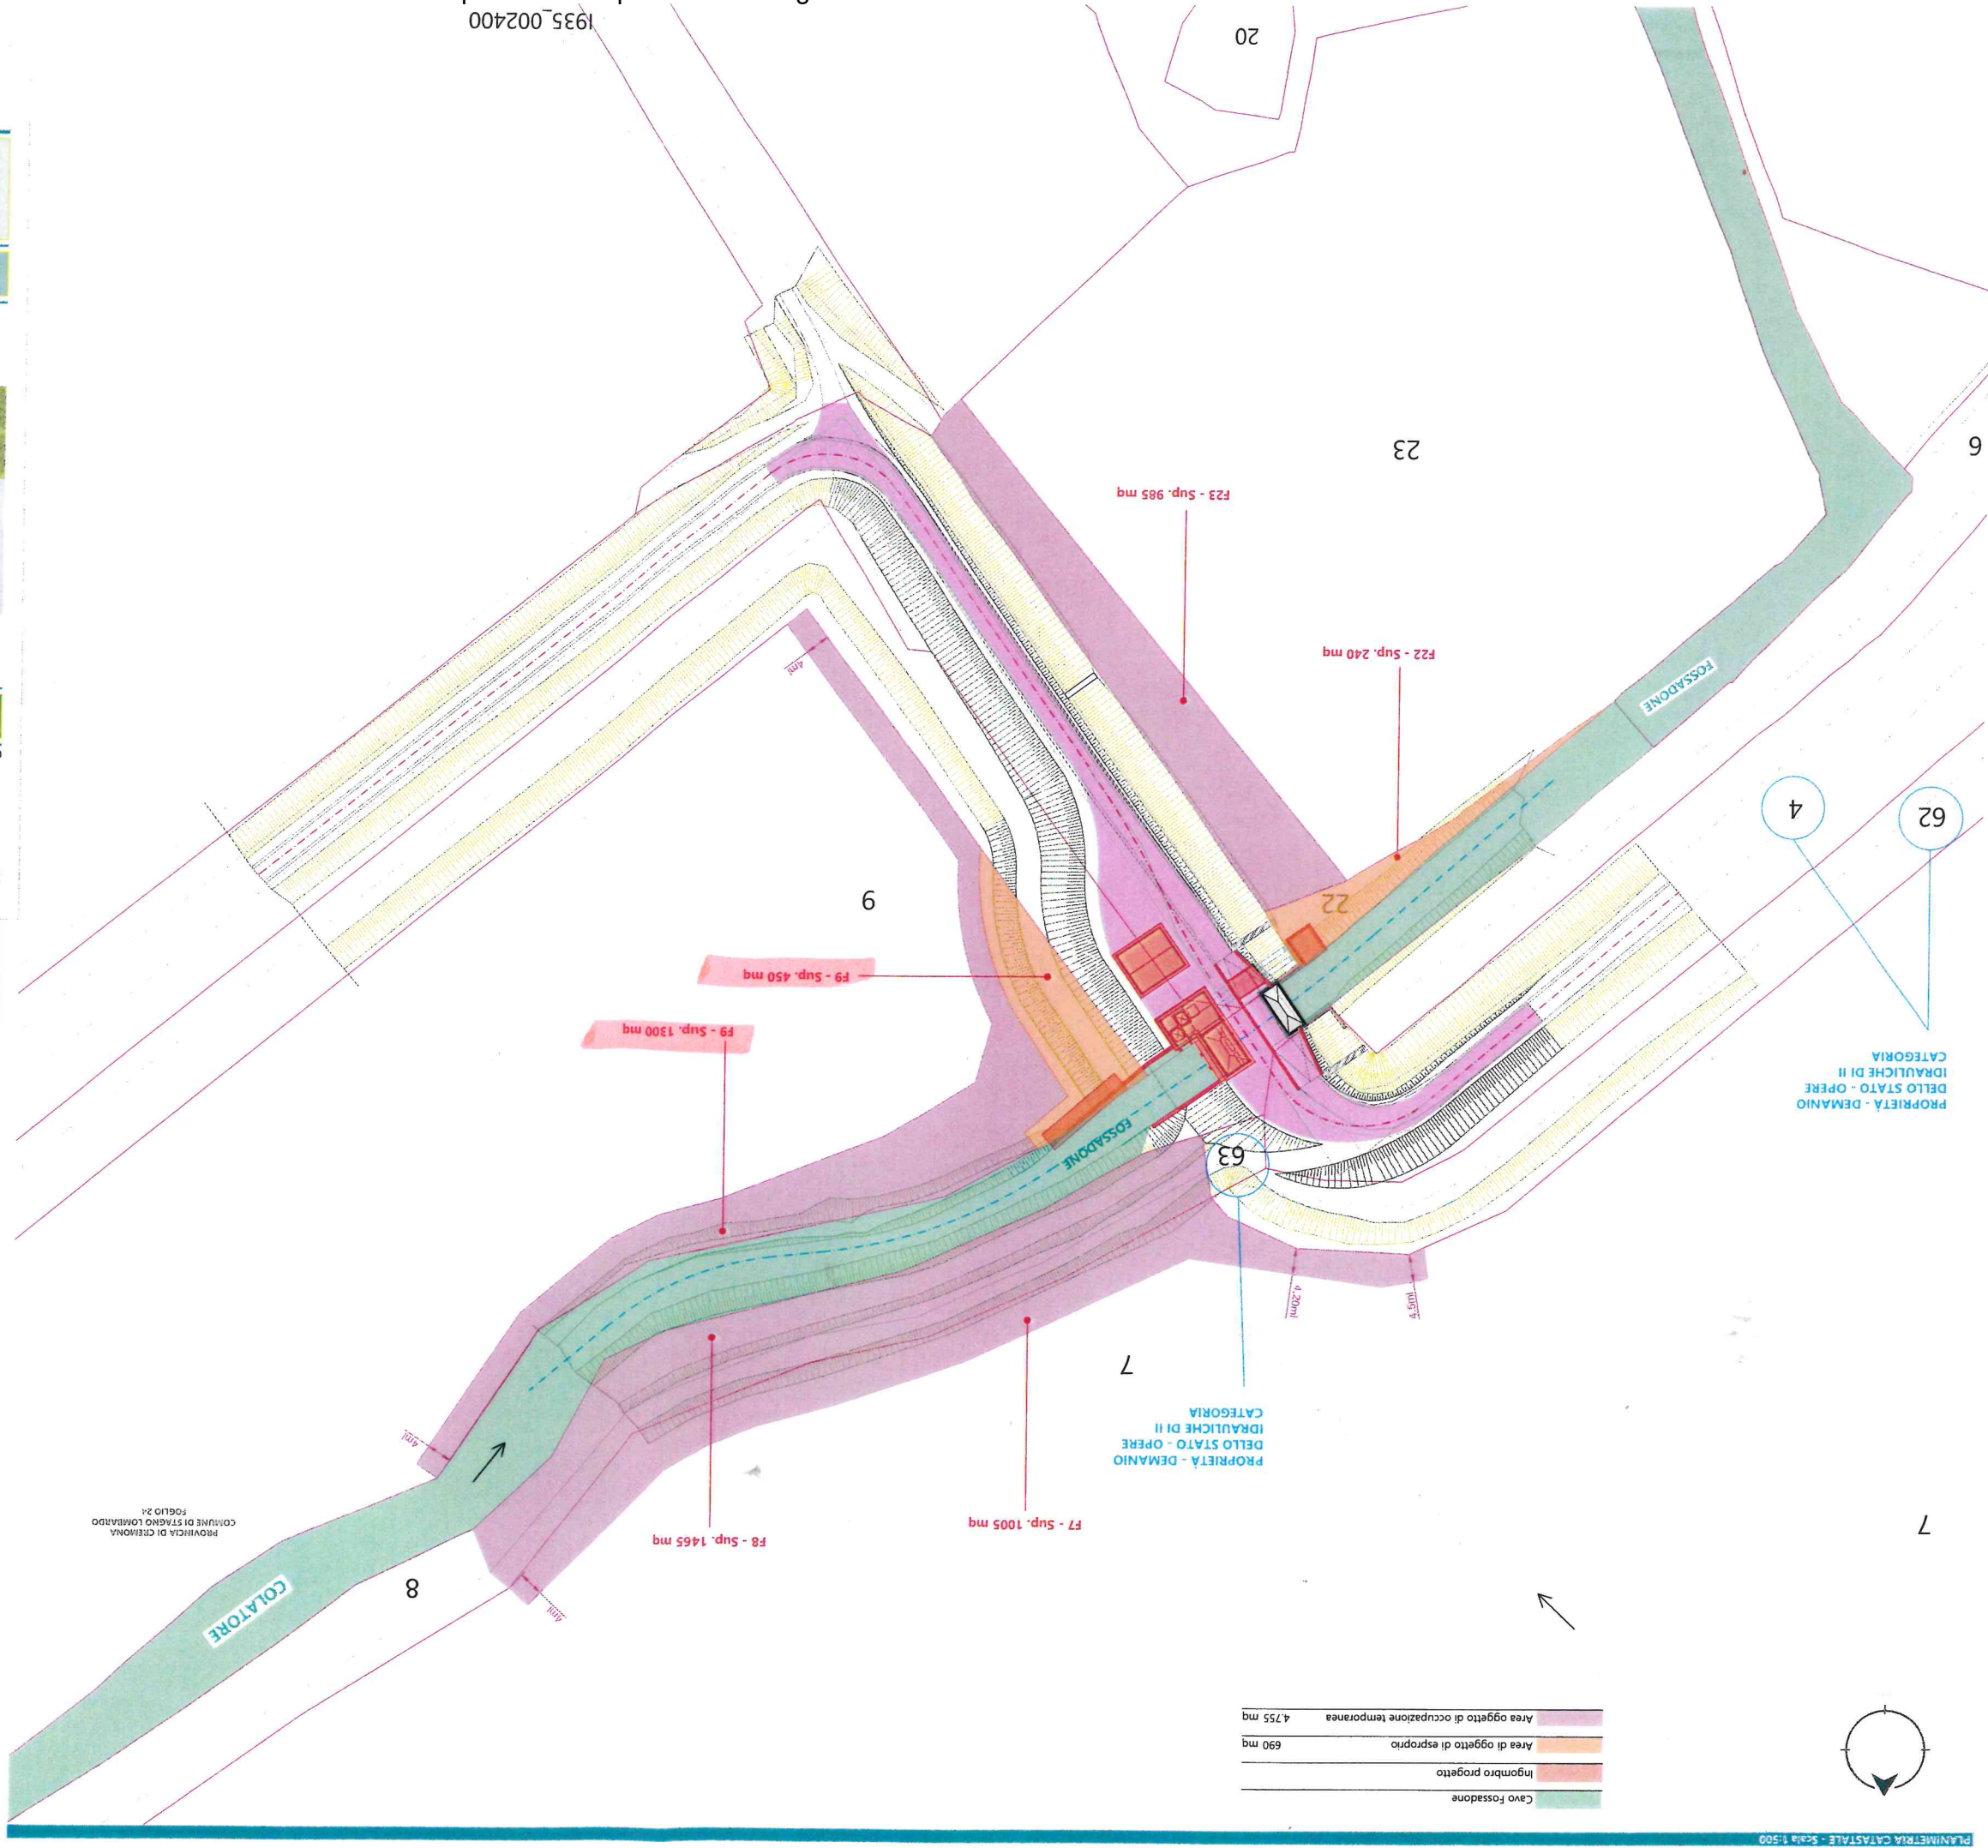 PLANIMETRIA CATASTALE - Scala 1:500
Cavo Fossadone
Ingombro progetto
Area di oggetto di esproprio 690 mq
Area oggetto di occupazione temporanea 4.755 mq
COLATORE
8
PROVINCIA DI CREMONA
COMUNE DI STAGNO LOMBARDO
FOGLIO 24
7
F7 - Sup. 1005 mq
F8 - Sup. 1465 mq
4ml
4ml
PROPRIETÀ - DEMANIO
DELLO STATO - OPERE
IDRAULICHE DI II
CATEGORIA
7
4,5ml
4,20ml
63
FOSSADONE
PROPRIETÀ - DEMANIO
DELLO STATO - OPERE
IDRAULICHE DI II
CATEGORIA
F9 - Sup. 1300 mq
F9 - Sup. 450 mq
9
22
62
4
FOSSADONE
F22 - Sup. 240 mq
4ml
F23 - Sup. 985 mq
23
6
20
I935_002400